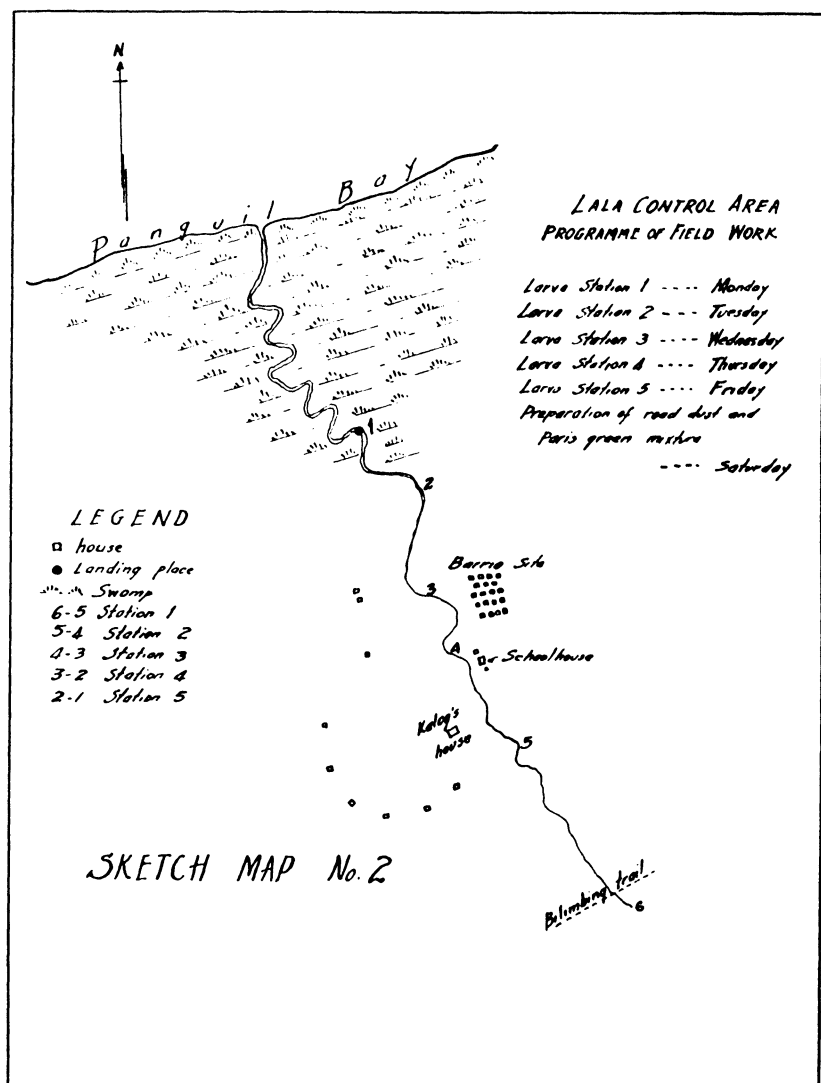 N
Panguil Bay
LALA CONTROL AREA
PROGRAMME OF FIELD WORK
Larva Station 1 ---- Monday
Larva Station 2 --- Tuesday
Larva Station 3 ---- Wednesday
Larva Station 4 ---- Thursday
Larva Station 5 ---- Friday
Preparation of road dust and
Paris green mixture
---- Saturday
1
2
LEGEND
house
Landing place
Swamp
6-5 Station 1
5-4 Station 2
4-3 Station 3
3-2 Station 4
2-1 Station 5
Barrio Site
3
4
Schoolhouse
Kalog's
house
5
SKETCH MAP No. 2
Bilimbing trail
6